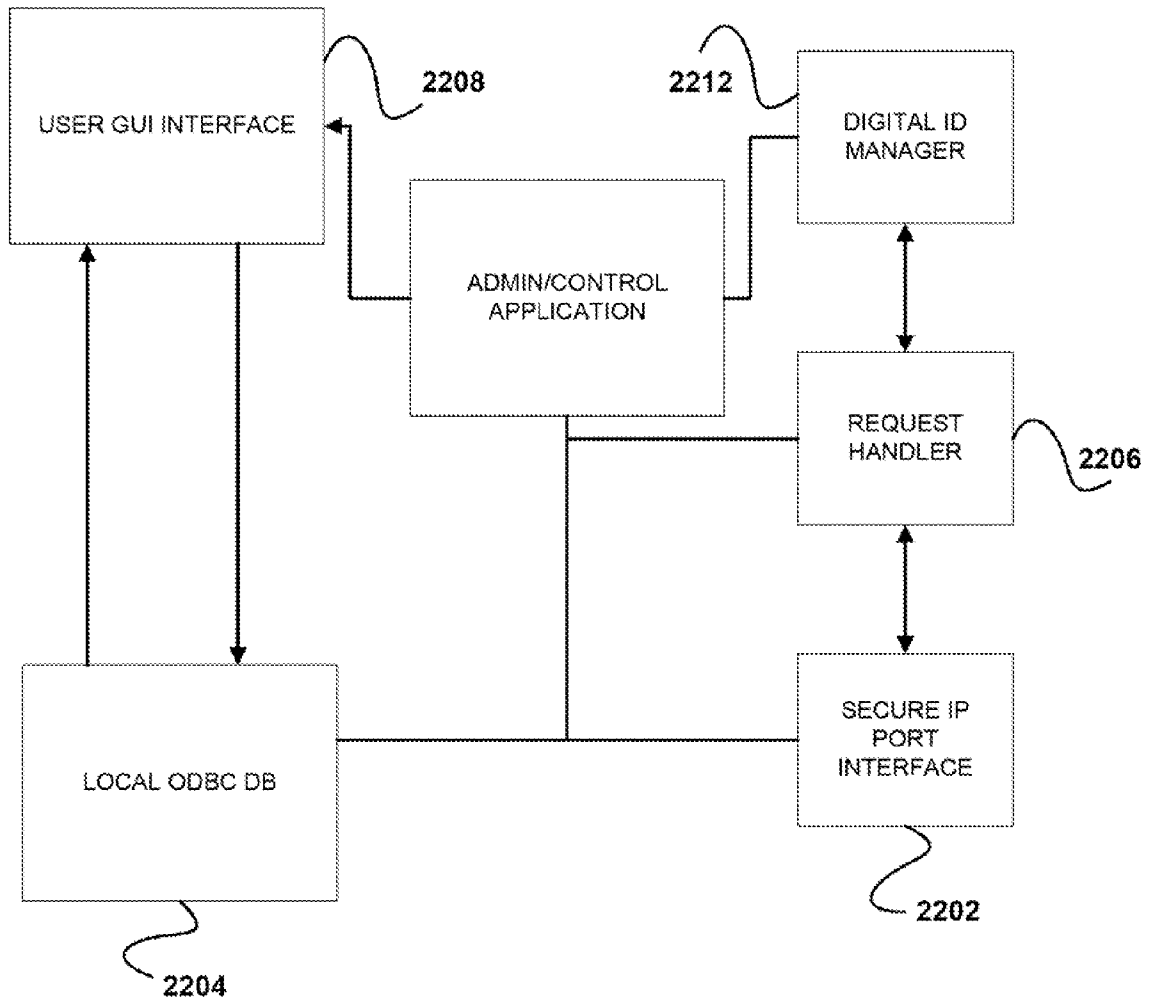 USER GUI INTERFACE
2208
2212
DIGITAL ID
MANAGER
ADMIN/CONTROL
APPLICATION
REQUEST
HANDLER
2206
SECURE IP
PORT
INTERFACE
LOCAL ODBC DB
2202
2204